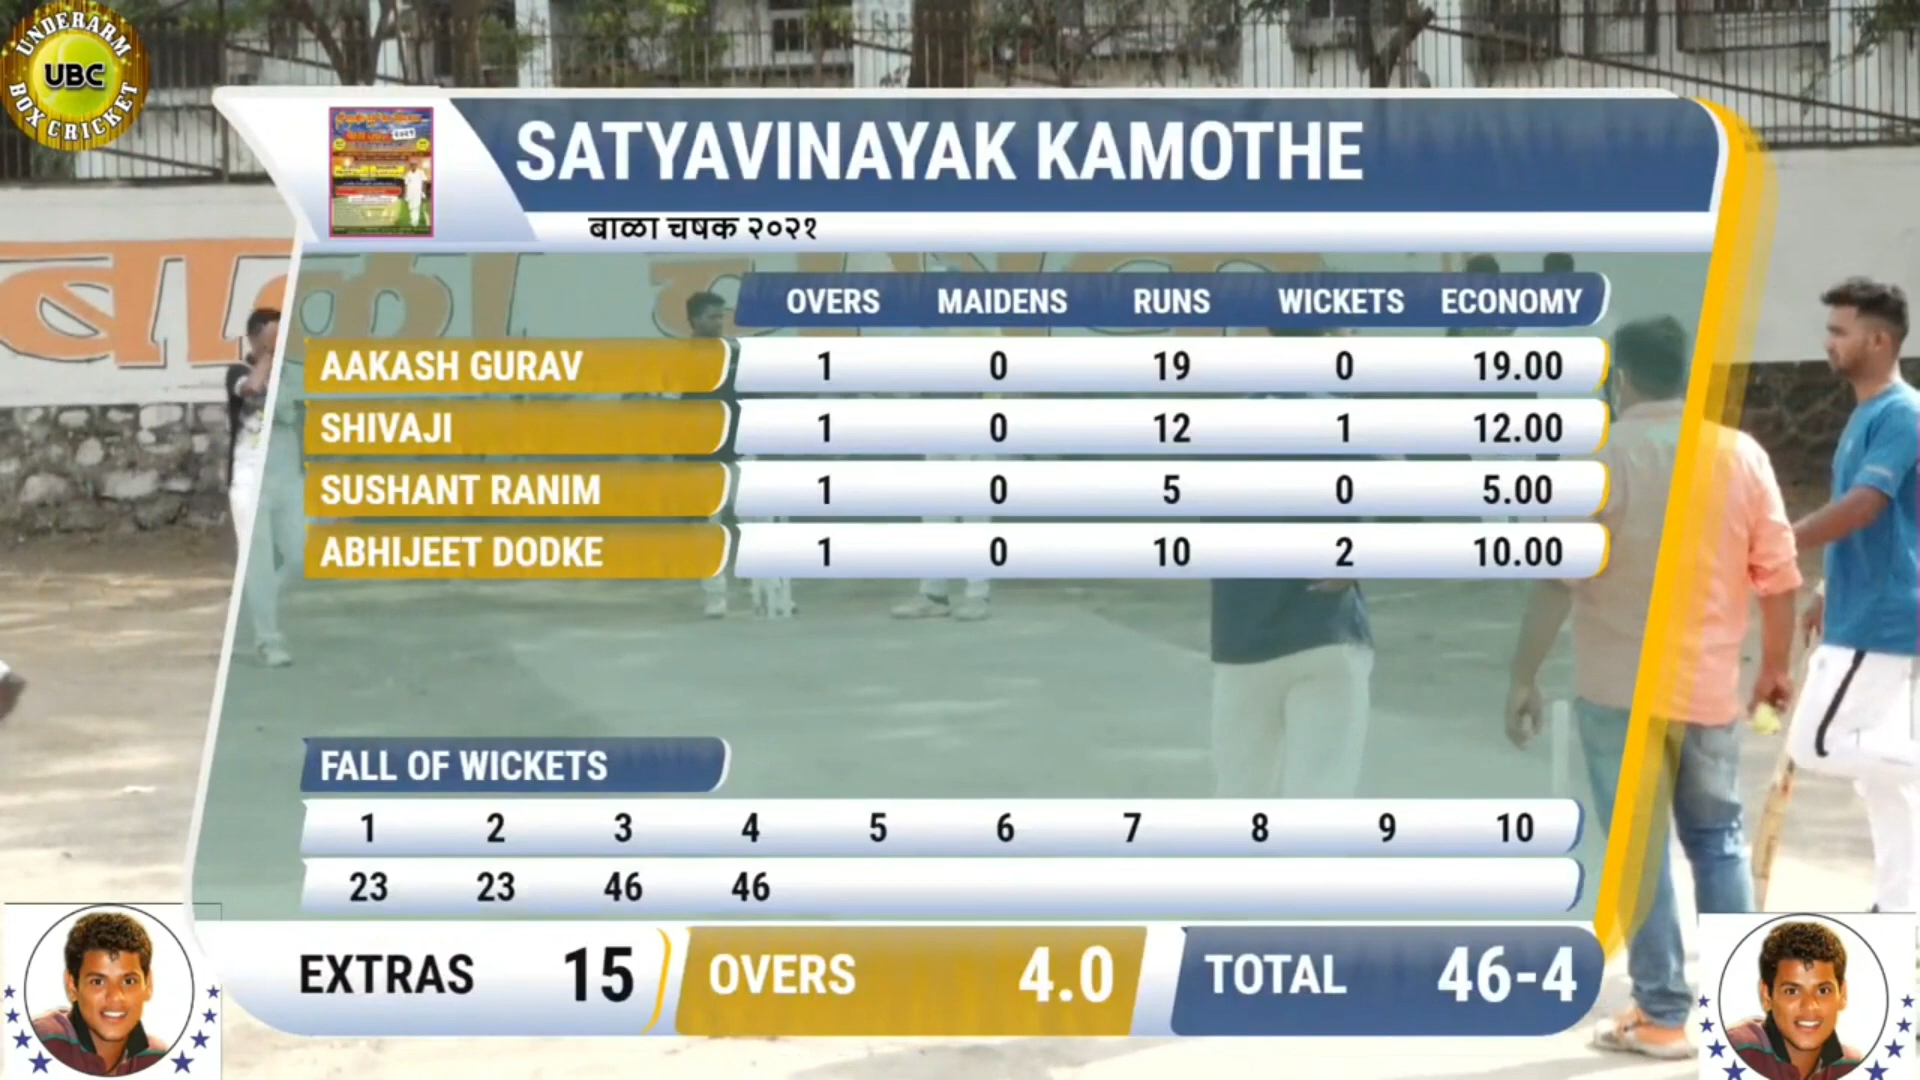 UNDERARM
UBC
BOX CRICKET
SATYAVINAYAK KAMOTHE
बाळा चषक २०२१
OVERS MAIDENS RUNS WICKETS ECONOMY
AAKASH GURAV 1 0 19 0 19.00
SHIVAJI 1 0 12 1 12.00
SUSHANT RANIM 1 0 5 0 5.00
ABHIJEET DODKE 1 0 10 2 10.00
FALL OF WICKETS
1 2 3 4 5 6 7 8 9 10
23 23 46 46
EXTRAS 15 OVERS 4.0 TOTAL 46-4